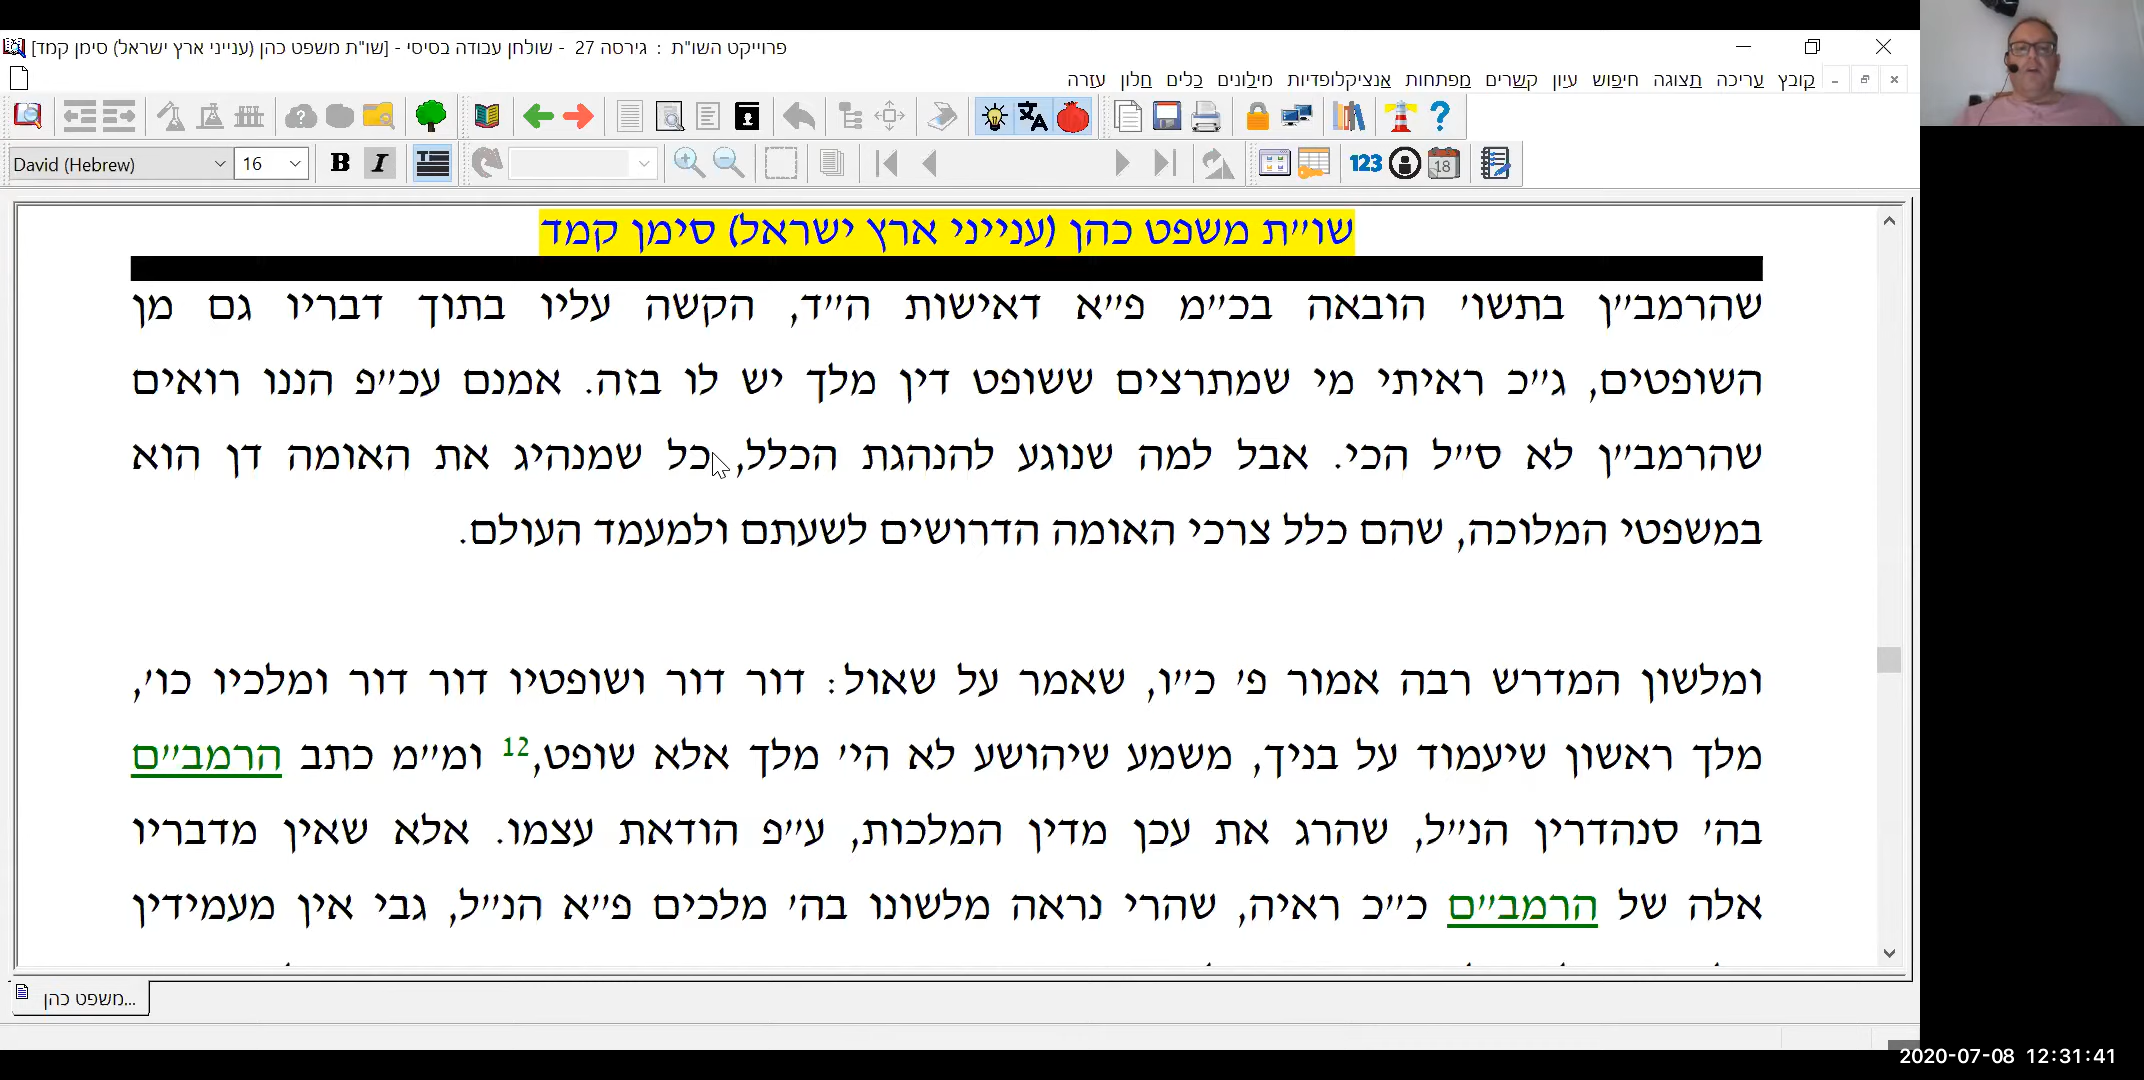 פרוייקט השו"ת : גירסה 27 - שולחן עבודה בסיסי - [שו"ת משפט כהן (ענייני ארץ ישראל) סימן קמד]
קובץ עריכה תצוגה חיפוש עיון קשרים מפתחות אנציקלופדיות מילונים כלים חלון עזרה
David (Hebrew) 16 B I 123 18
שו"ת משפט כהן (ענייני ארץ ישראל) סימן קמד
שהרמב"ן בתשו' הובאה בכ"מ פ"א דאישות ה"ד, הקשה עליו בתוך דבריו גם מן
השופטים, ג"כ ראיתי מי שמתרצים ששופט דין מלך יש לו בזה. אמנם עכ"פ הננו רואים
שהרמב"ן לא ס"ל הכי. אבל למה שנוגע להנהגת הכלל, כל שמנהיג את האומה דן הוא
במשפטי המלוכה, שהם כלל צרכי האומה הדרושים לשעתם ולמעמד העולם.
ומלשון המדרש רבה אמור פ' כ"ו, שאמר על שאול: דור דור ושופטיו דור דור ומלכיו כו',
מלך ראשון שיעמוד על בניך, משמע שיהושע לא הי' מלך אלא שופט,12 ומ"מ כתב הרמב"ם
בה' סנהדרין הנ"ל, שהרג את עכן מדין המלכות, ע"פ הודאת עצמו. אלא שאין מדבריו
אלה של הרמב"ם כ"כ ראיה, שהרי נראה מלשונו בה' מלכים פ"א הנ"ל, גבי אין מעמידין
משפט כהן...
2020-07-08 12:31:41